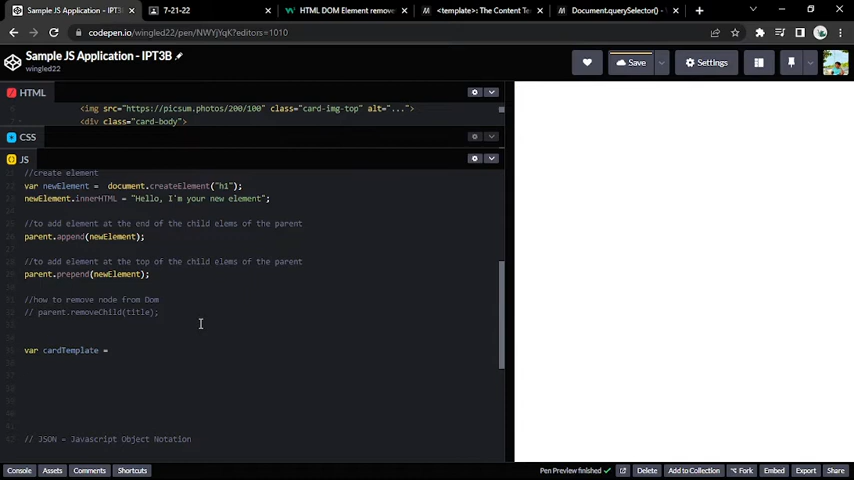 Sample JS Application - IPT3B
7-21-22
HTML DOM Element remove
<template>: The Content Tem
Document.querySelector() - W
codepen.io/wingled22/pen/NWYjYqK?editors=1010
Sample JS Application - IPT3B
wingled22
Save
Settings
HTML
<img src="https://picsum.photos/200/100" class="card-img-top" alt="...">
<div class="card-body">
CSS
JS
//create element
var newElement = document.createElement("h1");
newElement.innerHTML = "Hello, I'm your new element";
//to add element at the end of the child elems of the parent
parent.append(newElement);
//to add element at the top of the child elems of the parent
parent.prepend(newElement);
//how to remove node from Dom
// parent.removeChild(title);
var cardTemplate =
// JSON - Javascript Object Notation
Console
Assets
Comments
Shortcuts
Pen Preview finished
Delete
Add to Collection
Fork
Embed
Export
Share